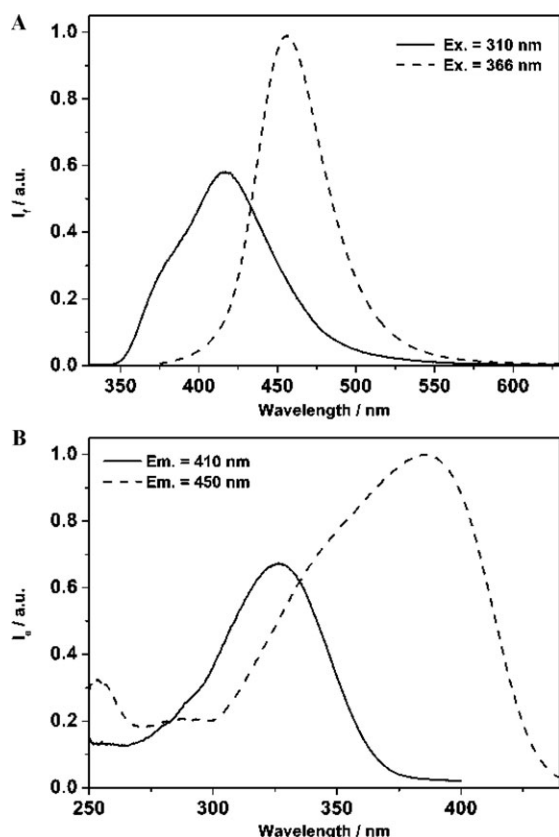 A
1.0
Ex. = 310 nm
Ex. = 366 nm
0.8
0.6
0.4
0.2
0.0
I_f / a.u.
350 400 450 500 550 600
Wavelength / nm
B
1.0
Em. = 410 nm
Em. = 450 nm
0.8
0.6
0.4
0.2
0.0
I_e / a.u.
250 300 350 400
Wavelength / nm